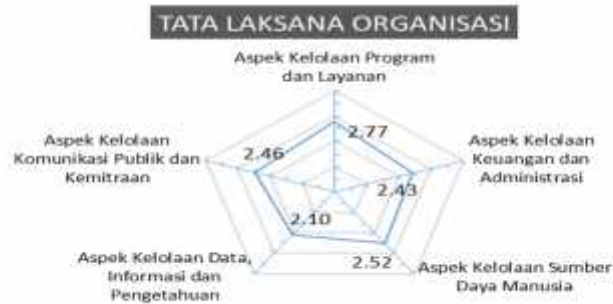 TATA LAKSANA ORGANISASI
Aspek Kelolaan Program
dan Layanan
2.77
Aspek Kelolaan
Keuangan dan
Administrasi
2.43
Aspek Kelolaan Sumber
Daya Manusia
2.52
Aspek Kelolaan Data,
Informasi dan
Pengetahuan
2.10
Aspek Kelolaan
Komunikasi Publik dan
Kemitraan
2.46